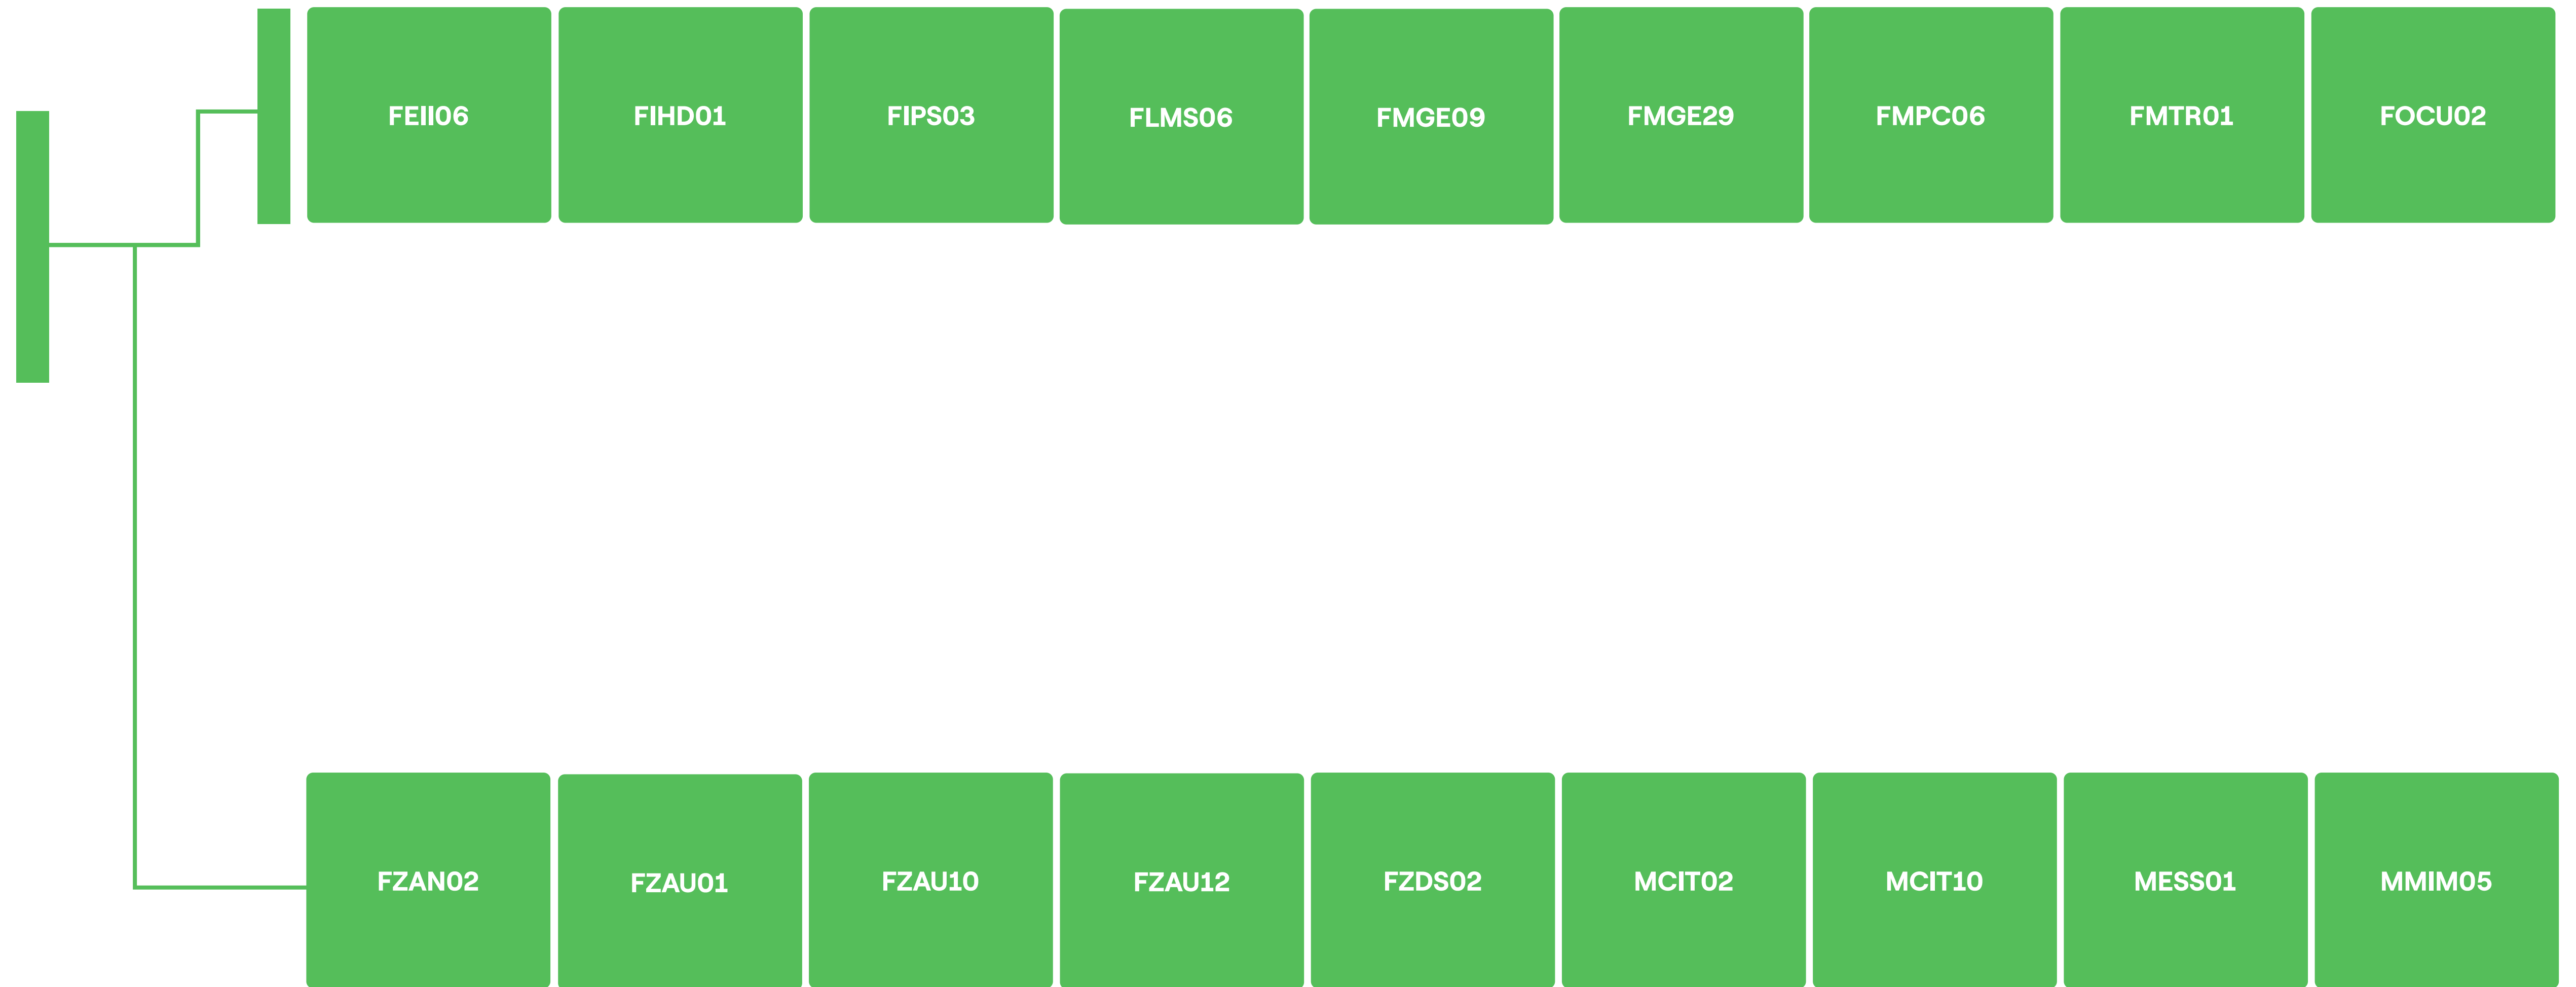 FEII06
FIHD01
FIPS03
FLMS06
FMGE09
FMGE29
FMPC06
FMTR01
FOCU02
FZAN02
FZAU01
FZAU10
FZAU12
FZDS02
MCIT02
MCIT10
MESS01
MMIM05